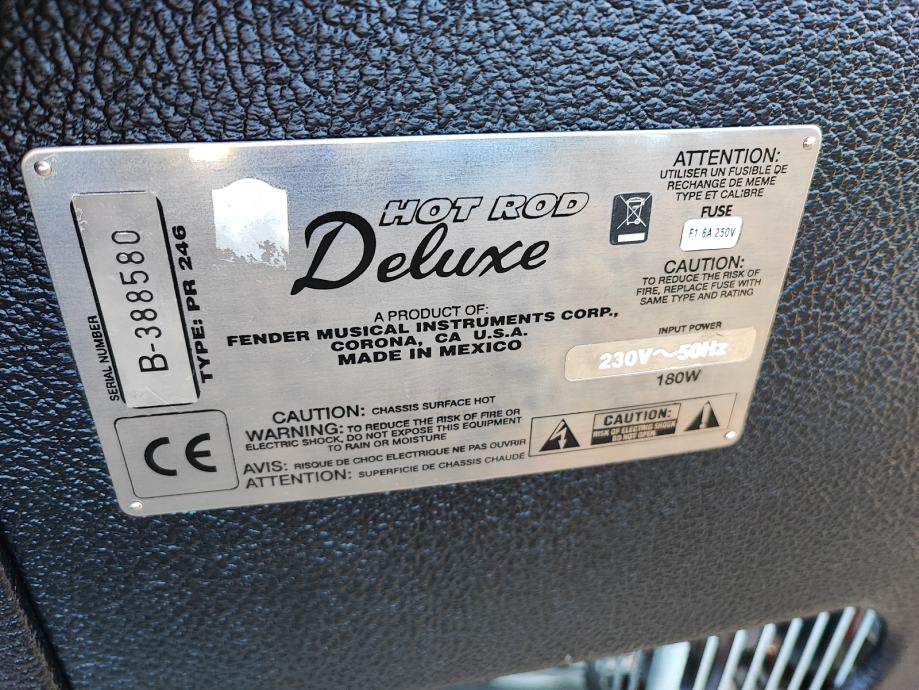 SERIAL NUMBER
B-388580
TYPE: PR 246
HOT ROD
Deluxe
A PRODUCT OF:
FENDER MUSICAL INSTRUMENTS CORP.,
CORONA, CA U.S.A.
MADE IN MEXICO
ATTENTION:
UTILISER UN FUSIBLE DE
RECHANGE DE MEME
TYPE ET CALIBRE
FUSE
F1.6A 250V
CAUTION:
TO REDUCE THE RISK OF
FIRE, REPLACE FUSE WITH
SAME TYPE AND RATING
INPUT POWER
230V~50Hz
180W
CE
CAUTION: CHASSIS SURFACE HOT
WARNING: TO REDUCE THE RISK OF FIRE OR
ELECTRIC SHOCK, DO NOT EXPOSE THIS EQUIPMENT
TO RAIN OR MOISTURE
AVIS: RISQUE DE CHOC ELECTRIQUE NE PAS OUVRIR
ATTENTION: SUPERFICIE DE CHASSIS CHAUDE
CAUTION:
RISK OF ELECTRIC SHOCK
DO NOT OPEN